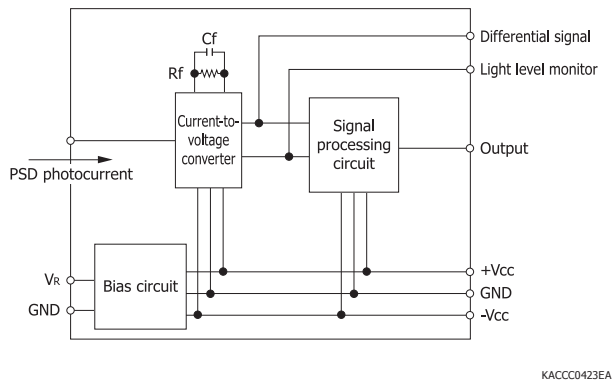 Cf
Rf
Differential signal
Light level monitor
Current-to-
voltage
converter
Signal
processing
circuit
Output
PSD photocurrent
VR
GND
Bias circuit
+Vcc
GND
-Vcc
KACCC0423EA